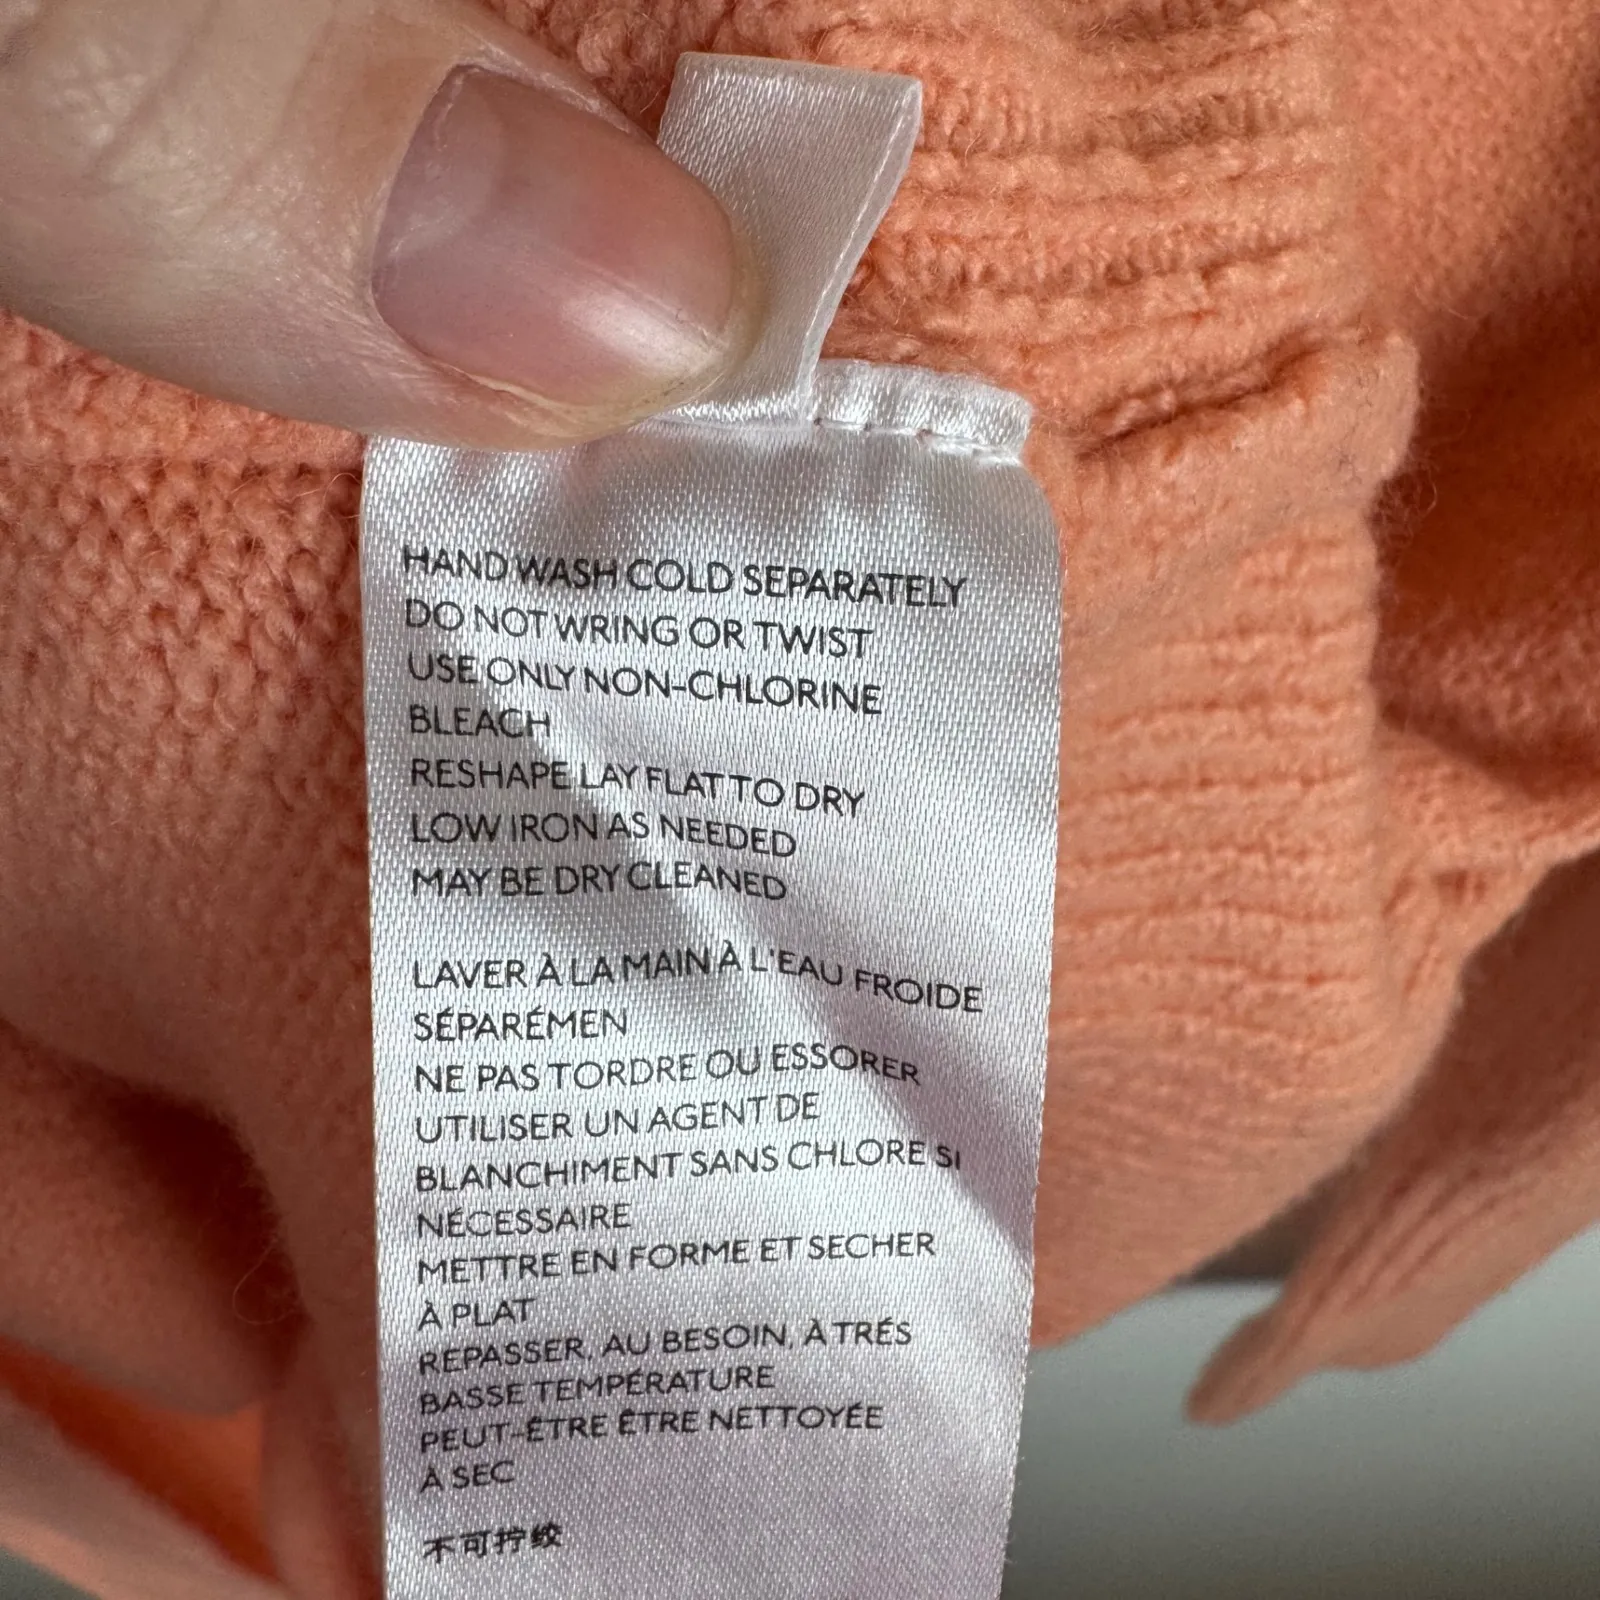 HAND WASH COLD SEPARATELY
DO NOT WRING OR TWIST
USE ONLY NON-CHLORINE
BLEACH
RESHAPE LAY FLAT TO DRY
LOW IRON AS NEEDED
MAY BE DRY CLEANED
LAVER À LA MAIN À L'EAU FROIDE
SÉPARÉMEN
NE PAS TORDRE OU ESSORER
UTILISER UN AGENT DE
BLANCHIMENT SANS CHLORE SI
NÉCESSAIRE
METTRE EN FORME ET SECHER
À PLAT
REPASSER, AU BESOIN, À TRÉS
BASSE TEMPÉRATURE
PEUT-ÊTRE ÊTRE NETTOYÉE
À SEC
不可拧绞